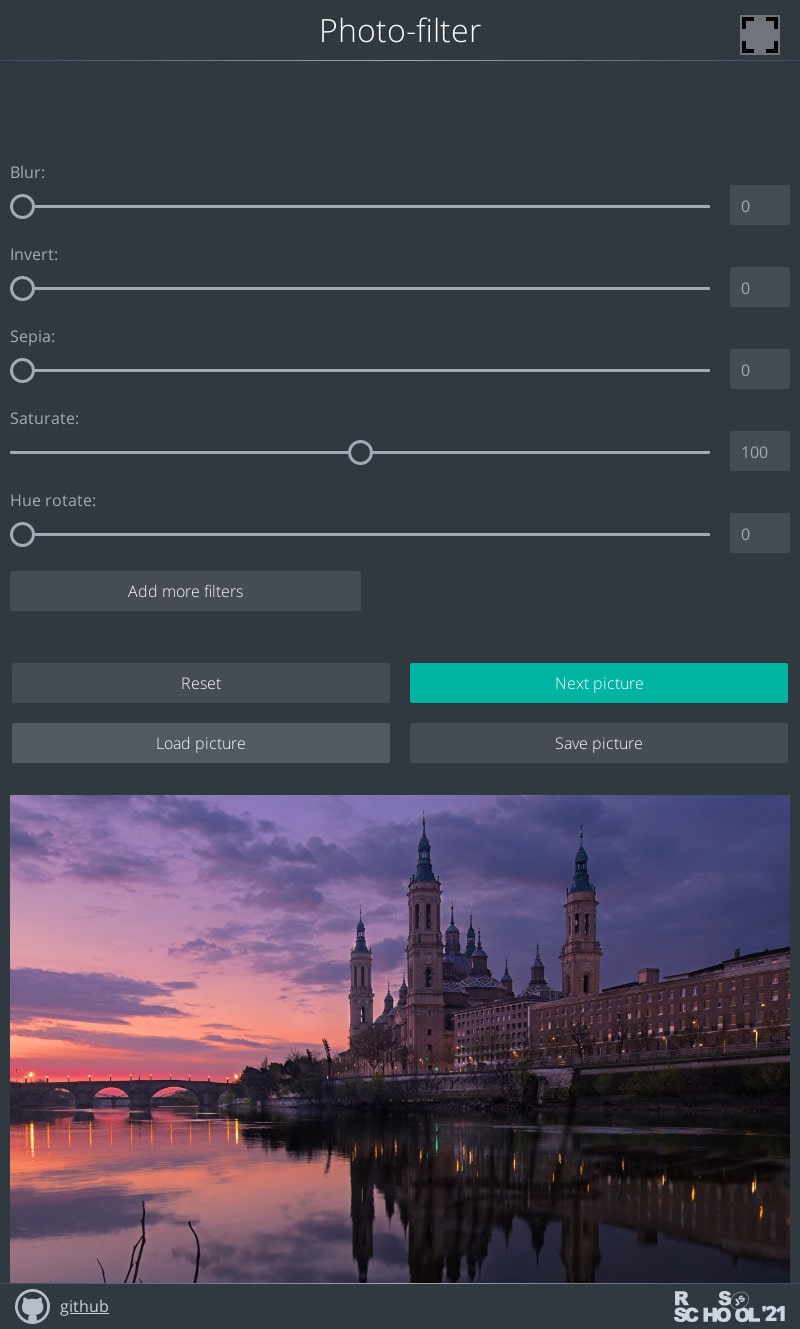 Photo-filter
Blur:
0
Invert:
0
Sepia:
0
Saturate:
100
Hue rotate:
0
Add more filters
Reset
Next picture
Load picture
Save picture
github
R S JS
SCHOOL'21